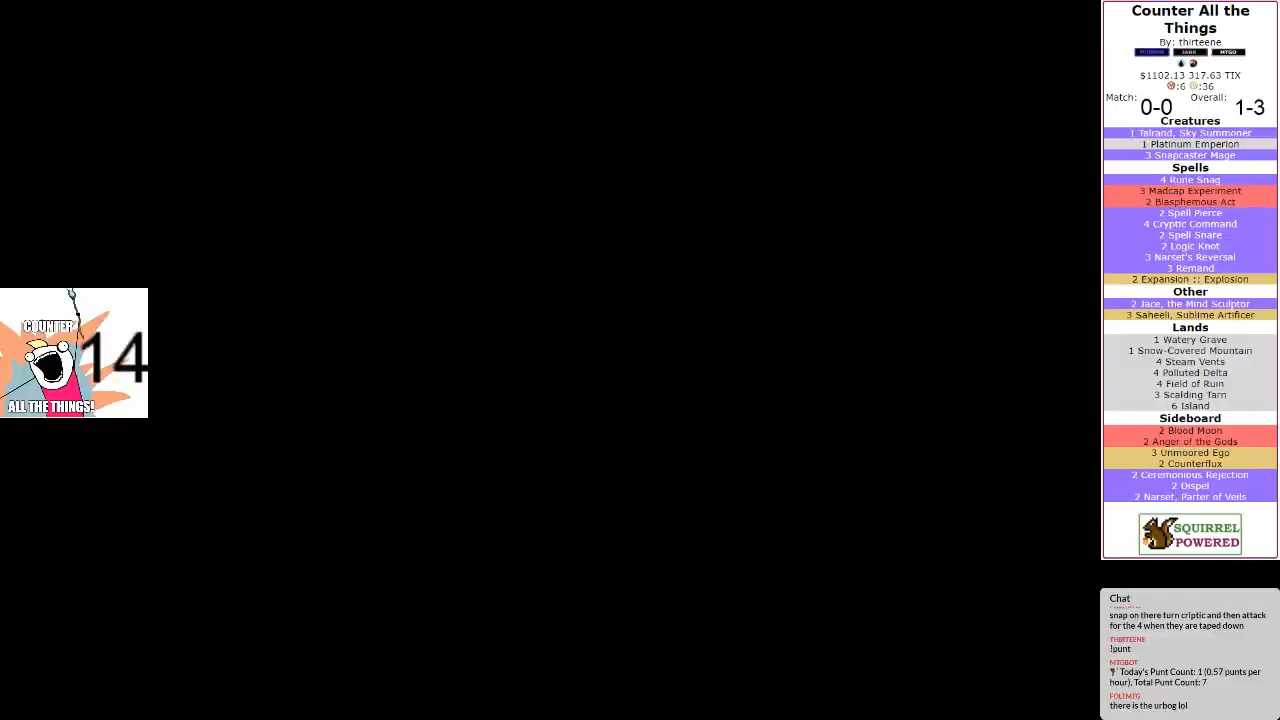 Counter All the
Things
By: thirteene
MODERN JANK MTGO
$1102.13 317.63 TIX
:6 :36
Match: 0-0 Overall: 1-3
Creatures
1 Talrand, Sky Summoner
1 Platinum Emperion
3 Snapcaster Mage
Spells
4 Rune Snag
3 Madcap Experiment
2 Blasphemous Act
2 Spell Pierce
4 Cryptic Command
2 Spell Snare
2 Logic Knot
3 Narset's Reversal
3 Remand
2 Expansion :: Explosion
Other
2 Jace, the Mind Sculptor
3 Saheeli, Sublime Artificer
Lands
1 Watery Grave
1 Snow-Covered Mountain
4 Steam Vents
4 Polluted Delta
4 Field of Ruin
3 Scalding Tarn
6 Island
Sideboard
2 Blood Moon
2 Anger of the Gods
3 Unmoored Ego
2 Counterflux
2 Ceremonious Rejection
2 Dispel
2 Narset, Parter of Veils
SQUIRREL
POWERED
COUNTER
14
ALL THE THINGS!
Chat
snap on there turn criptic and then attack
for the 4 when they are taped down
THIRTEENE
!punt
MTGBOT
Today's Punt Count: 1 (0.57 punts per
hour), Total Punt Count: 7
FOLTMTG
there is the urbog lol